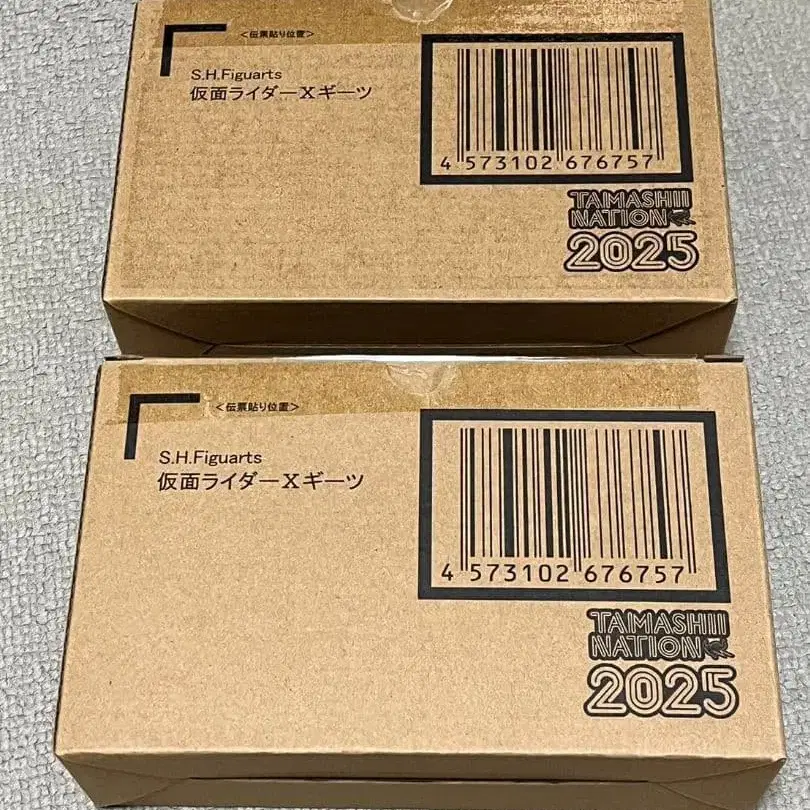 <伝票貼り位置>
S.H.Figuarts
仮面ライダーXギーツ
4 573102 676757
TAMASHII
NATION
2025
<伝票貼り位置>
S.H.Figuarts
仮面ライダーXギーツ
4 573102 676757
TAMASHII
NATION
2025